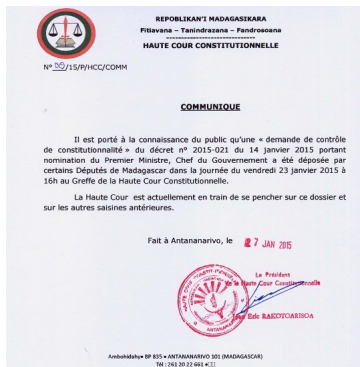 REPOBLIKAN'I MADAGASIKARA
Fitiavana – Tanindrazana – Fandrosoana
HAUTE COUR CONSTITUTIONNELLE
/15/P/HCC/COMM
COMMUNIQUE
Il est porté à la connaissance du public qu'une « demande de contrôle
de constitutionnalité » du décret n° 2015-021 du 14 janvier 2015 portant
nomination du Premier Ministre, Chef du Gouvernement a été déposée par
certains Députés de Madagascar dans la journée du vendredi 23 janvier 2015 à
16h au Greffe de la Haute Cour Constitutionnelle.
La Haute Cour est actuellement en train de se pencher sur ce dossier et
sur les autres saisines antérieures.
Fait à Antananarivo, le 27 JAN 2015
Le Président
de la Haute Cour Constitutionnelle
Jean Eric RAKOTOARISOA
Ambohidahy• BP 835 • ANTANANARIVO 101 (MADAGASCAR)
Tél : 261 20 22 661 •